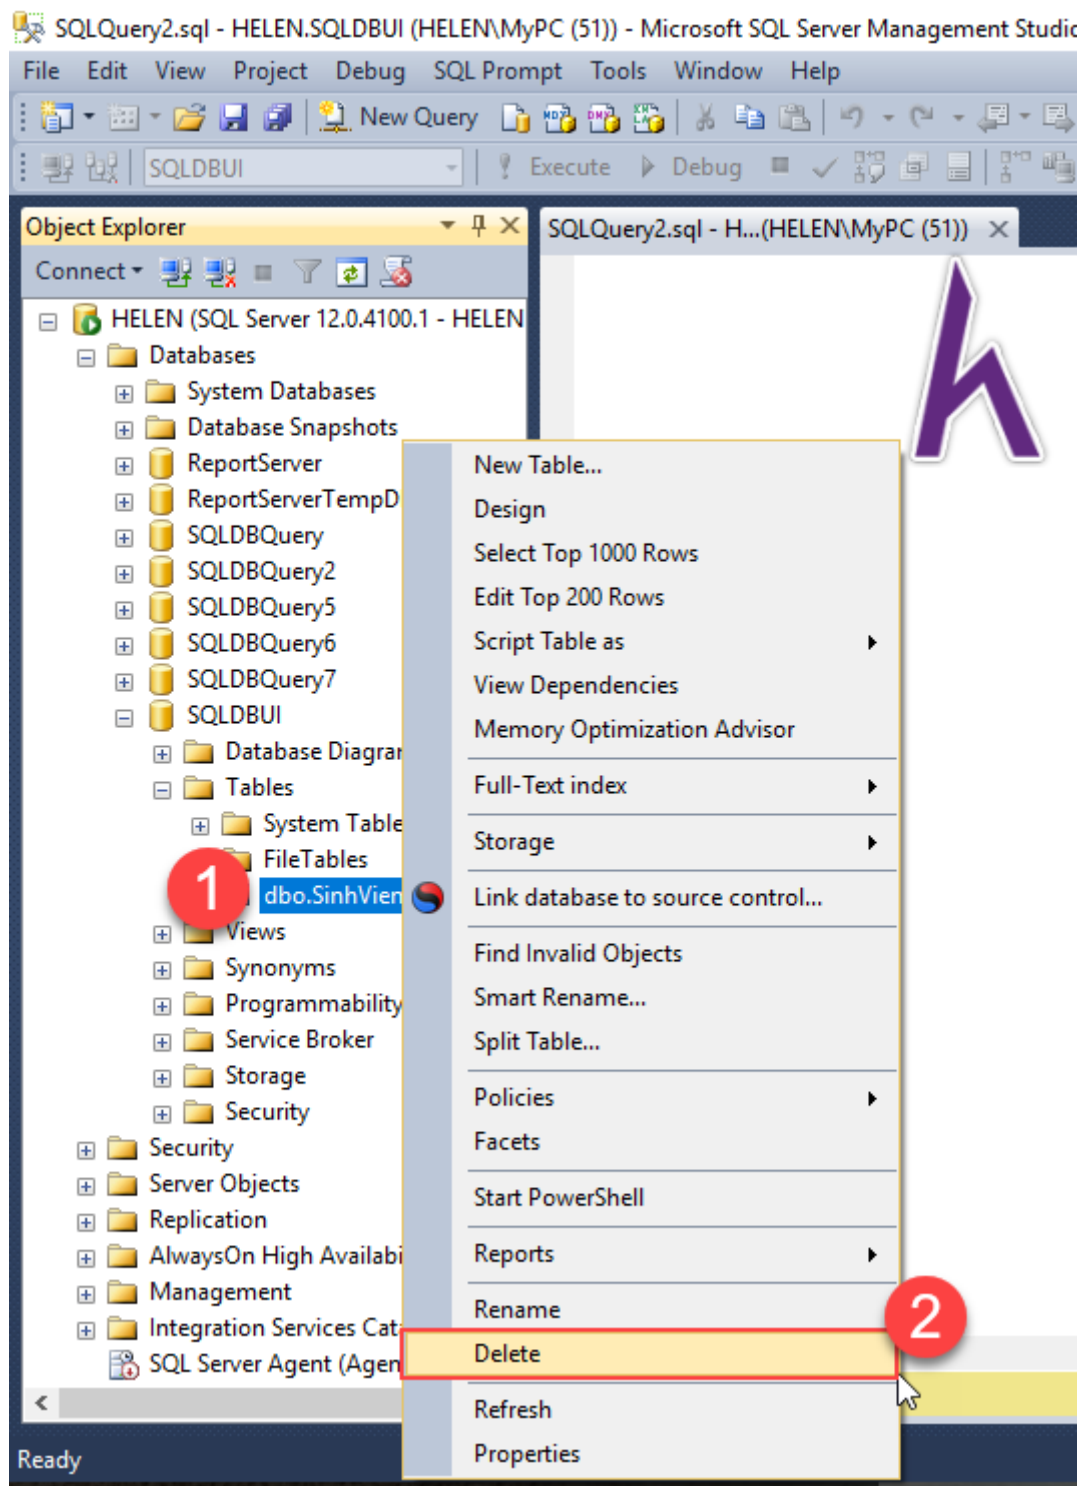 SQLQuery2.sql - HELEN.SQLDBUI (HELEN\MyPC (51)) - Microsoft SQL Server Management Studio
File Edit View Project Debug SQL Prompt Tools Window Help
New Query
SQLDBUI Execute Debug
Object Explorer
SQLQuery2.sql - H...(HELEN\MyPC (51))
Connect
HELEN (SQL Server 12.0.4100.1 - HELEN
Databases
System Databases
Database Snapshots
ReportServer
ReportServerTempD
SQLDBQuery
SQLDBQuery2
SQLDBQuery5
SQLDBQuery6
SQLDBQuery7
SQLDBUI
Database Diagrar
Tables
System Table
FileTables
1
dbo.SinhVien
Views
Synonyms
Programmability
Service Broker
Storage
Security
Security
Server Objects
Replication
AlwaysOn High Availabi
Management
Integration Services Cat
SQL Server Agent (Agen
h
New Table...
Design
Select Top 1000 Rows
Edit Top 200 Rows
Script Table as
View Dependencies
Memory Optimization Advisor
Full-Text index
Storage
Link database to source control...
Find Invalid Objects
Smart Rename...
Split Table...
Policies
Facets
Start PowerShell
Reports
Rename
2
Delete
Refresh
Properties
Ready